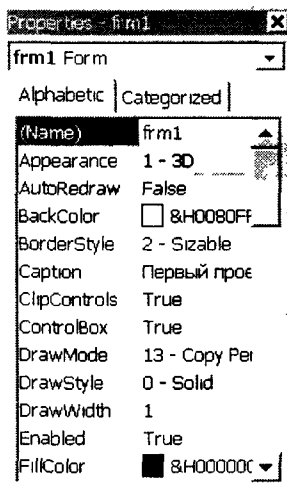 Properties - frm1
frm1 Form
Alphabetic Categorized
(Name) frm1
Appearance 1 - 3D
AutoRedraw False
BackColor &H0080FF
BorderStyle 2 - Sizable
Caption Первый прое
ClipControls True
ControlBox True
DrawMode 13 - Copy Per
DrawStyle 0 - Solid
DrawWidth 1
Enabled True
FillColor &H000000